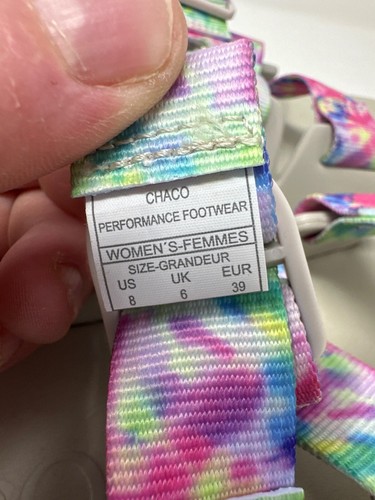 CHACO
PERFORMANCE FOOTWEAR
WOMEN'S-FEMMES
SIZE-GRANDEUR
US UK EUR
8 6 39